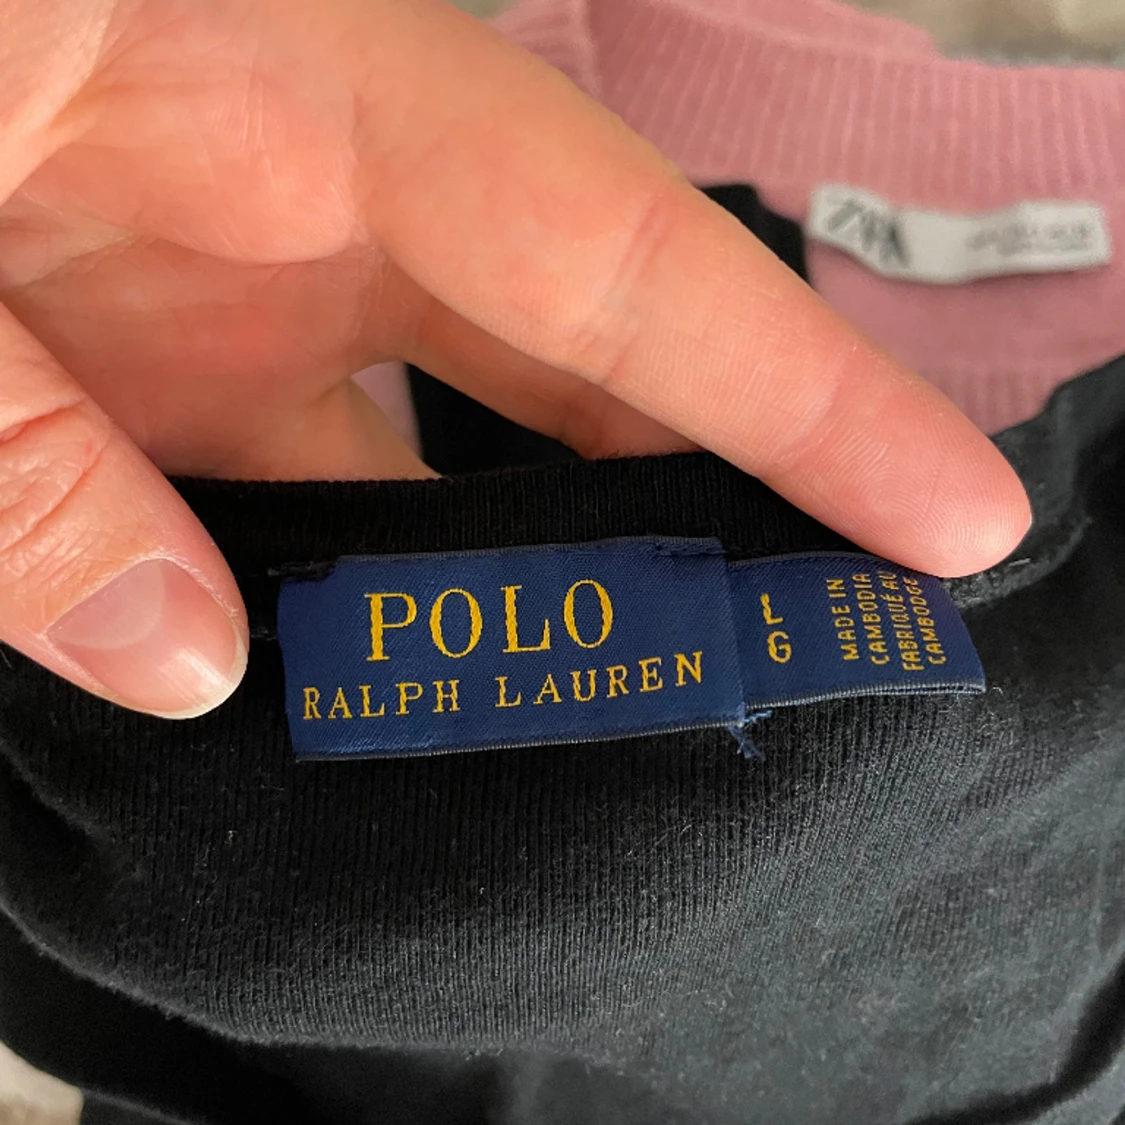 POLO
RALPH LAUREN
L
G
MADE IN
CAMBODIA
FABRIQUÉ AU
CAMBODGE
ZARA